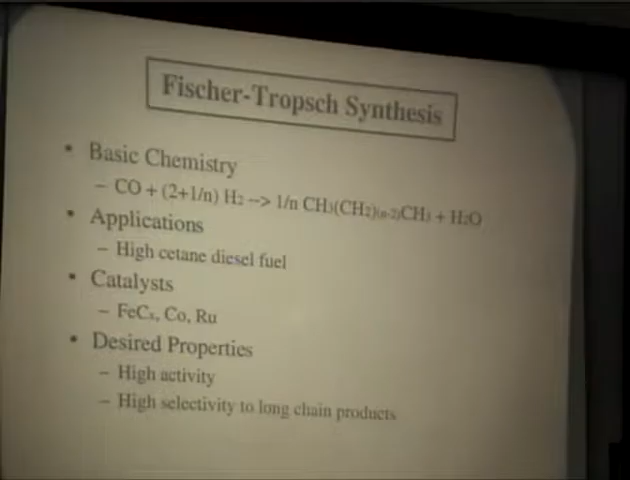 Fischer-Tropsch Synthesis
• Basic Chemistry
– CO + (2+1/n) H₂ --> 1/n CH₃(CH₂)₍ₙ₋₂₎CH₃ + H₂O
• Applications
– High cetane diesel fuel
• Catalysts
– FeCₓ, Co, Ru
• Desired Properties
– High activity
– High selectivity to long chain products